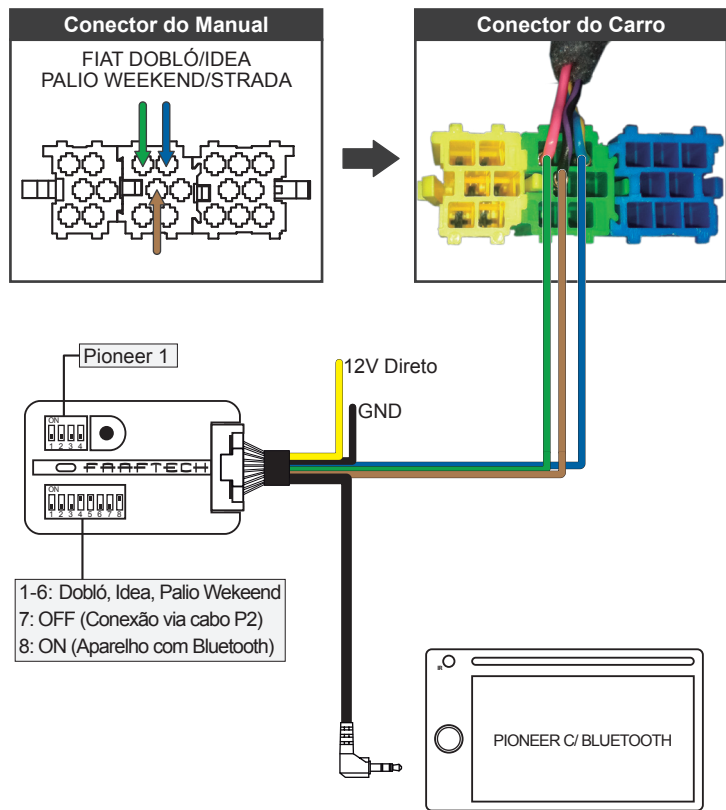 Conector do Manual
FIAT DOBLÓ/IDEA
PALIO WEEKEND/STRADA
Conector do Carro
Pioneer 1
12V Direto
GND
ON
1 2 3 4
FAAFTECH
ON
1 2 3 4 5 6 7 8
1-6: Dobló, Idea, Palio Wekeend
7: OFF (Conexão via cabo P2)
8: ON (Aparelho com Bluetooth)
IR
PIONEER C/ BLUETOOTH